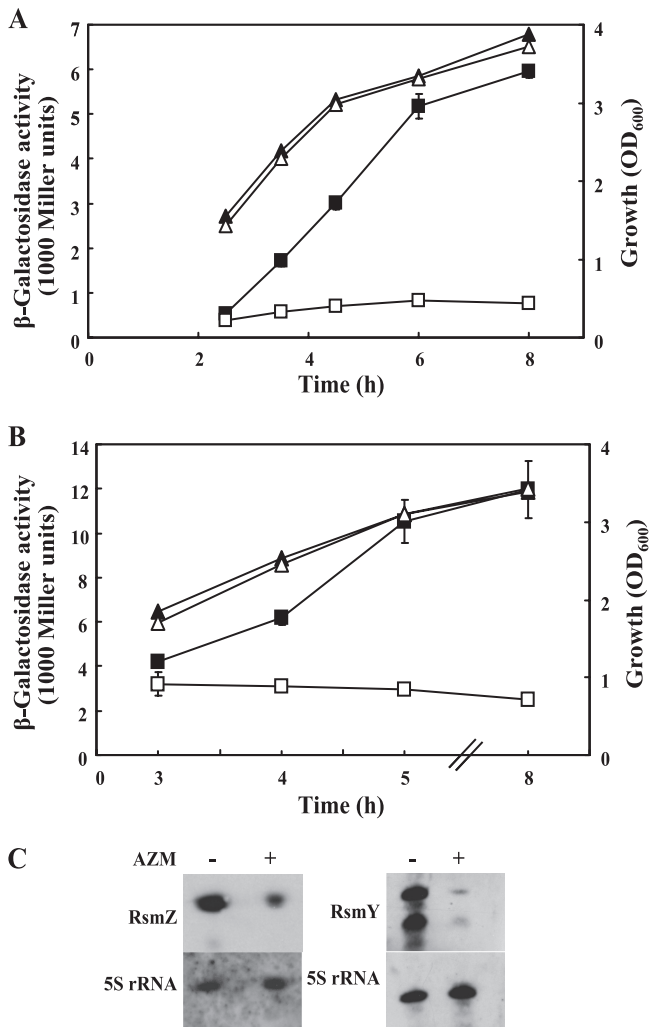 A
β-Galactosidase activity
(1000 Miller units)
7
6
5
4
3
2
1
0
4
3
2
1
0
Growth (OD600)
0 2 4 6 8
Time (h)
B
β-Galactosidase activity
(1000 Miller units)
14
12
10
8
6
4
2
0
4
3
2
1
0
Growth (OD600)
0 3 4 5 8
Time (h)
C
AZM - + - +
RsmZ RsmY
5S rRNA 5S rRNA